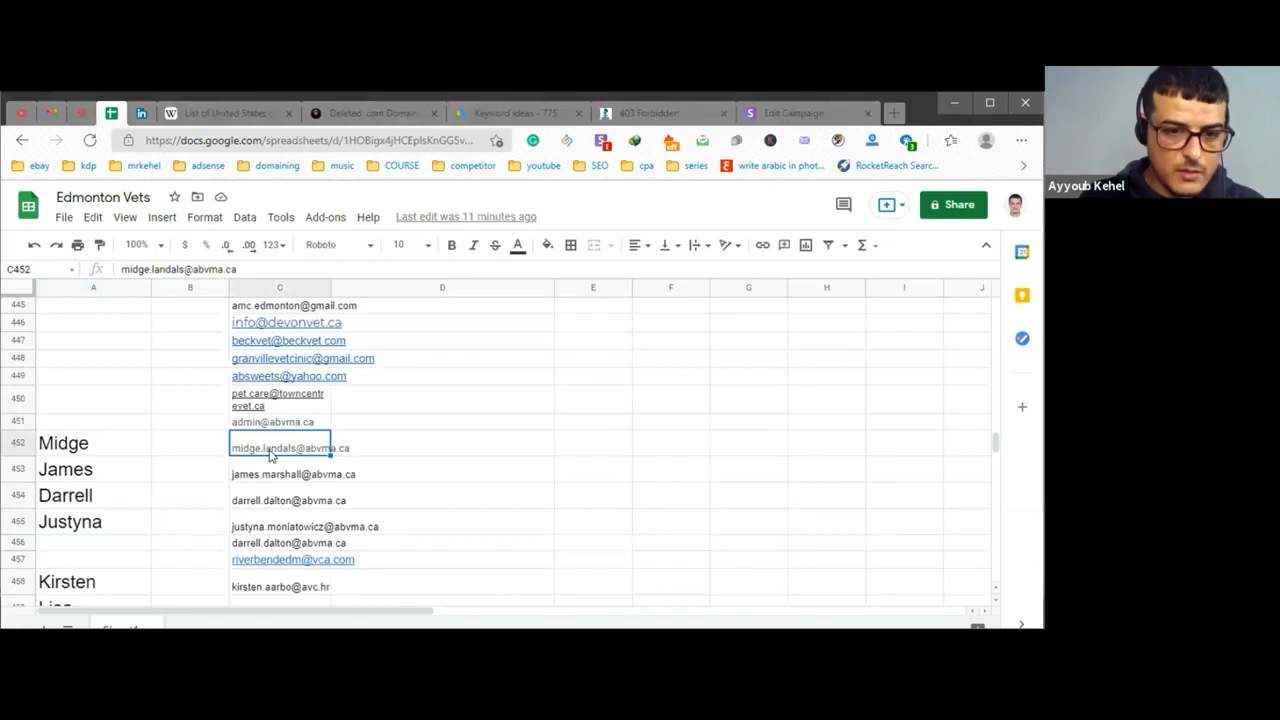 List of United States c
Deleted .com Domar
Keyword ideas - 775
403 Forbidden
Edit Campaign
https://docs.google.com/spreadsheets/d/1HOBigx4jHCEplsKnGG5v...
ebay
kdp
mrkehel
adsense
domaining
music
COURSE
competitor
youtube
SEO
cpa
series
write arabic in phot...
RocketReach Searc...
Ayyoub Kehel
Edmonton Vets
Share
File Edit View Insert Format Data Tools Add-ons Help Last edit was 11 minutes ago
100% $ % .0 .00 123 Roboto 10 B I S A
C452 fx midge.landals@abvma.ca
A B C D E F G H I J
445 amc.edmonton@gmail.com
446 info@devonvet.ca
447 beckvet@beckvet.com
448 granvillevetcinic@gmail.com
449 absweets@yahoo.com
450 pet.care@towncentr
evet.ca
451 admin@abvma.ca
452 Midge midge.landals@abvma.ca
453 James james.marshall@abvma.ca
454 Darrell darrell.dalton@abvma.ca
455 Justyna justyna.moniatowicz@abvma.ca
456 darrell.dalton@abvma.ca
457 riverbendedm@vca.com
458 Kirsten kirsten.aarbo@avc.hr